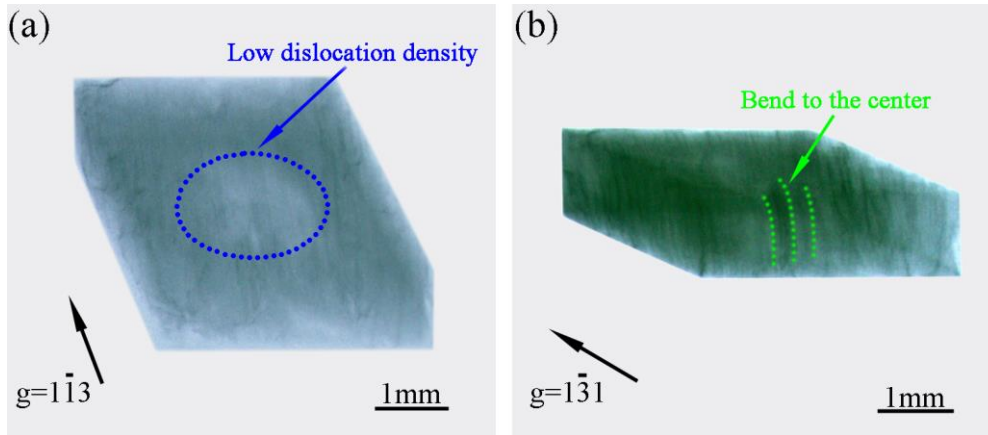 (a)
Low dislocation density
g=11̄3
1mm
(b)
Bend to the center
g=13̄1
1mm